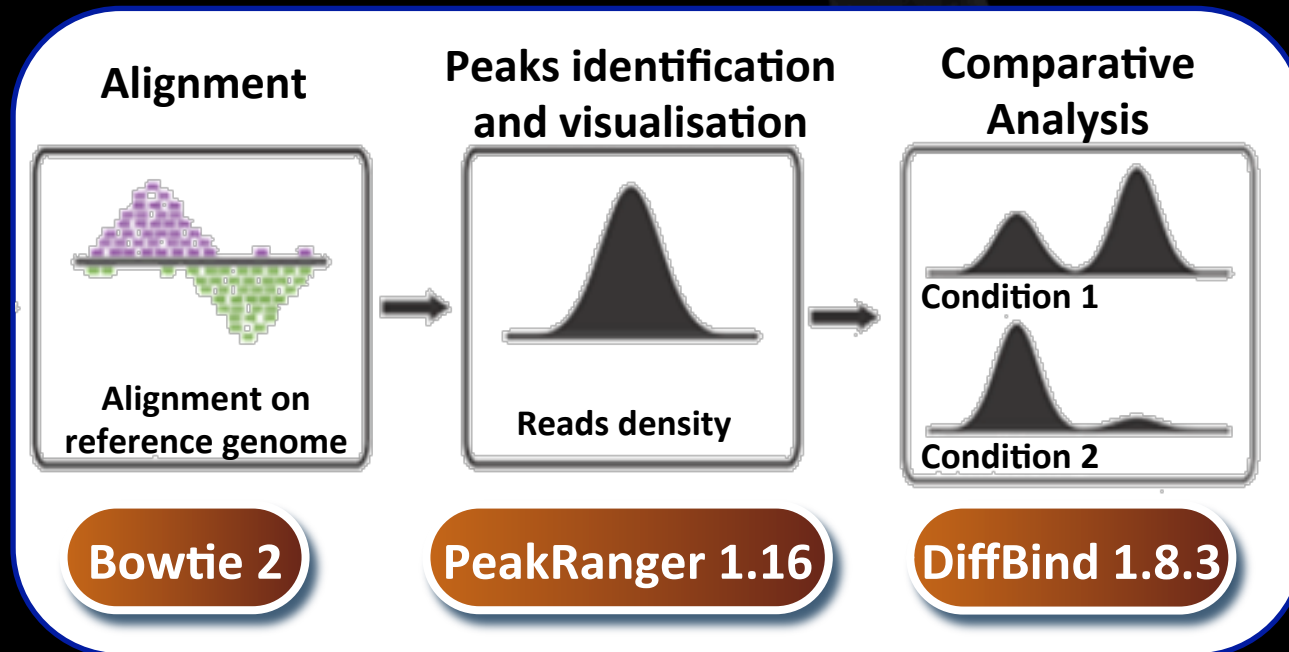 Alignment
Alignment on
reference genome
Bowtie 2
Peaks identification
and visualisation
Reads density
PeakRanger 1.16
Comparative
Analysis
Condition 1
Condition 2
DiffBind 1.8.3